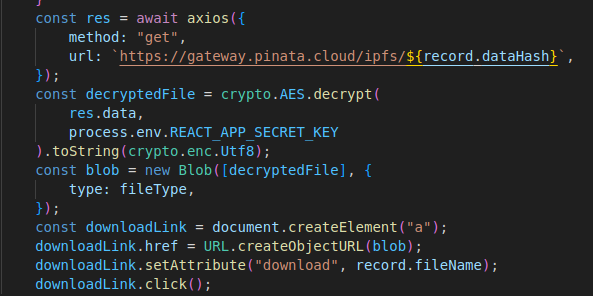 }
const res = await axios({
    method: "get",
    url: `https://gateway.pinata.cloud/ipfs/${record.dataHash}`,
});
const decryptedFile = crypto.AES.decrypt(
    res.data,
    process.env.REACT_APP_SECRET_KEY
).toString(crypto.enc.Utf8);
const blob = new Blob([decryptedFile], {
    type: fileType,
});
const downloadLink = document.createElement("a");
downloadLink.href = URL.createObjectURL(blob);
downloadLink.setAttribute("download", record.fileName);
downloadLink.click();